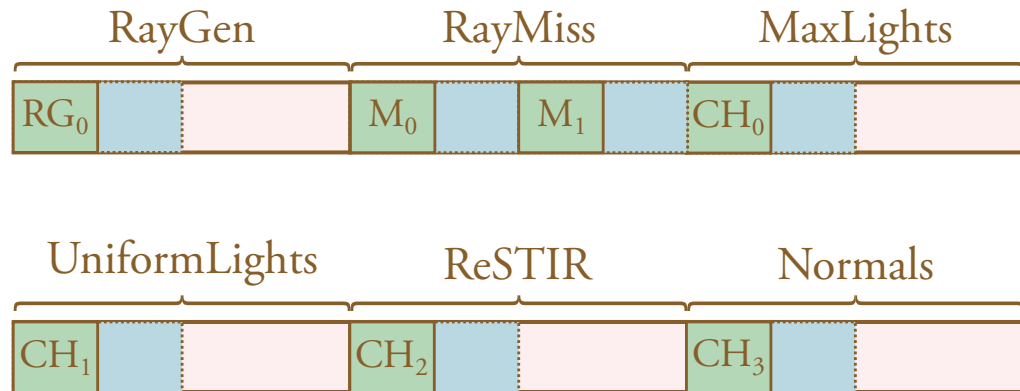 RayGen RayMiss MaxLights
RG₀ M₀ M₁ CH₀
UniformLights ReSTIR Normals
CH₁ CH₂ CH₃